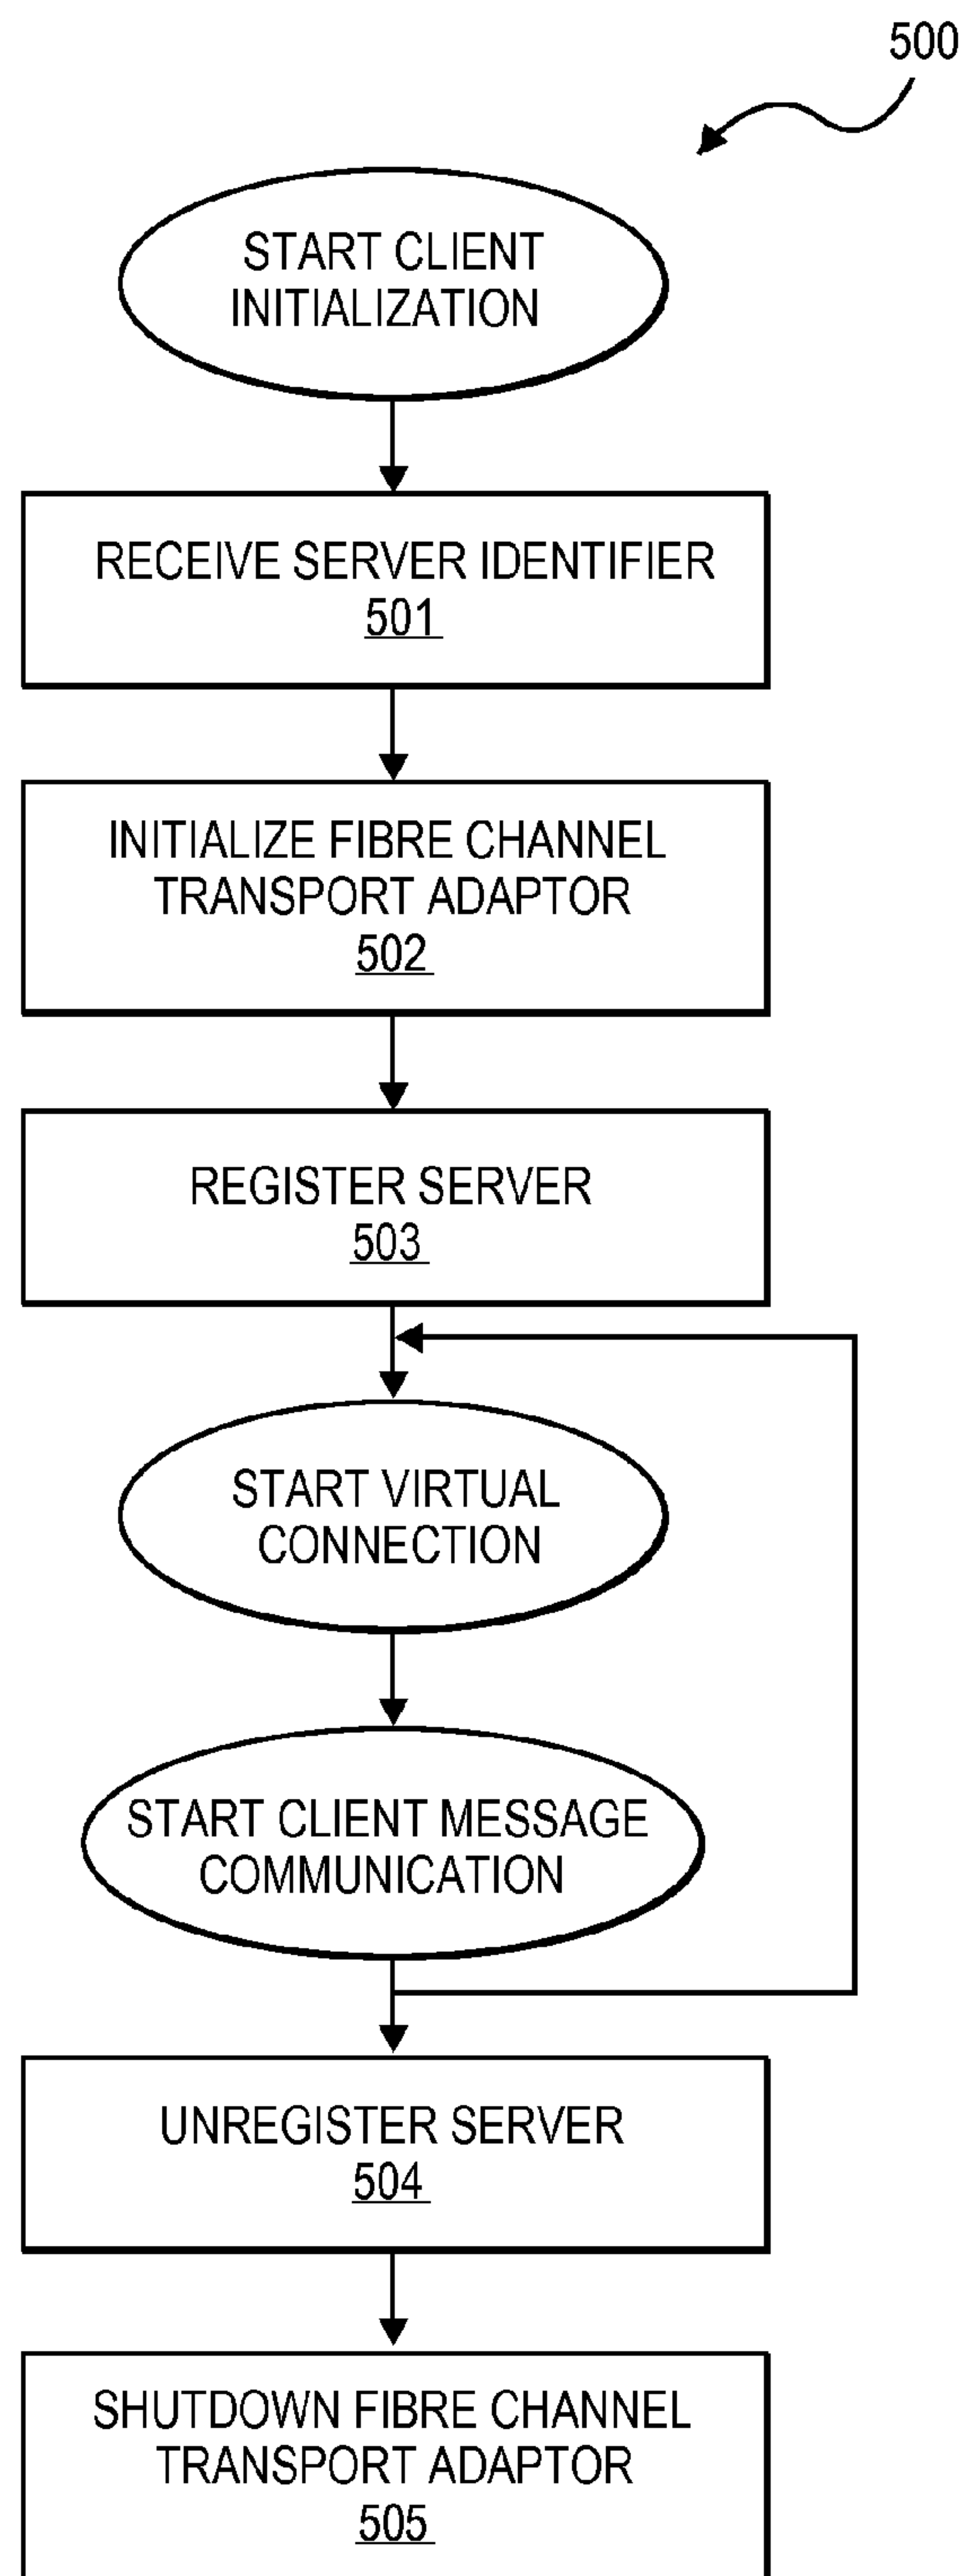 500
START CLIENT
INITIALIZATION
RECEIVE SERVER IDENTIFIER
501
INITIALIZE FIBRE CHANNEL
TRANSPORT ADAPTOR
502
REGISTER SERVER
503
START VIRTUAL
CONNECTION
START CLIENT MESSAGE
COMMUNICATION
UNREGISTER SERVER
504
SHUTDOWN FIBRE CHANNEL
TRANSPORT ADAPTOR
505